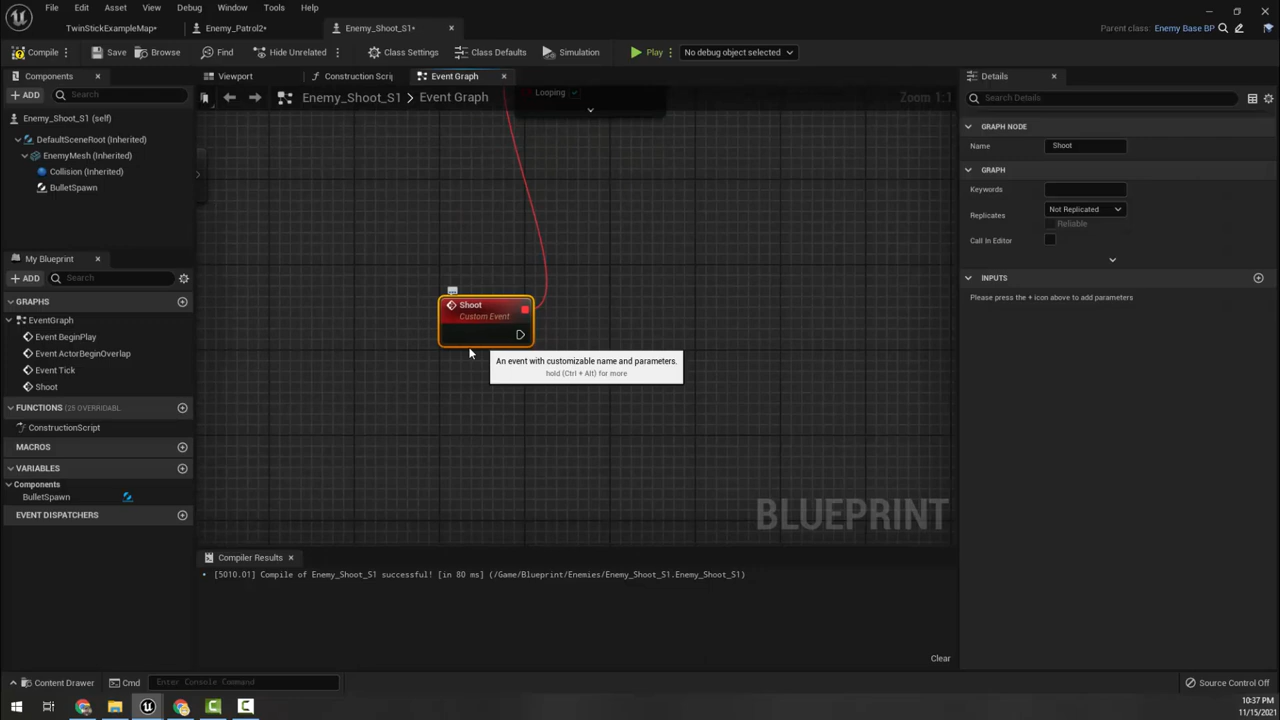 File Edit Asset View Debug Window Tools Help
TwinStickExampleMap• Enemy_Patrol2• Enemy_Shoot_S1•
Parent class: Enemy Base BP
Compile Save Browse Find Hide Unrelated Class Settings Class Defaults Simulation Play No debug object selected
Components
ADD Search
Enemy_Shoot_S1 (self)
DefaultSceneRoot (Inherited)
EnemyMesh (Inherited)
Collision (Inherited)
BulletSpawn
My Blueprint
ADD Search
GRAPHS
EventGraph
Event BeginPlay
Event ActorBeginOverlap
Event Tick
Shoot
FUNCTIONS (25 OVERRIDABL
ConstructionScript
MACROS
VARIABLES
Components
BulletSpawn
EVENT DISPATCHERS
Viewport Construction Scrip Event Graph
Enemy_Shoot_S1 > Event Graph Zoom 1:1
Looping
Shoot
Custom Event
An event with customizable name and parameters.
hold (Ctrl + Alt) for more
BLUEPRINT
Compiler Results
[5010.01] Compile of Enemy_Shoot_S1 successful! [in 80 ms] (/Game/Blueprint/Enemies/Enemy_Shoot_S1.Enemy_Shoot_S1)
Clear
Details
Search Details
GRAPH NODE
Name Shoot
GRAPH
Keywords
Replicates Not Replicated
Reliable
Call In Editor
INPUTS
Please press the + icon above to add parameters
Content Drawer Cmd Enter Console Command Source Control Off
10:37 PM
11/15/2021